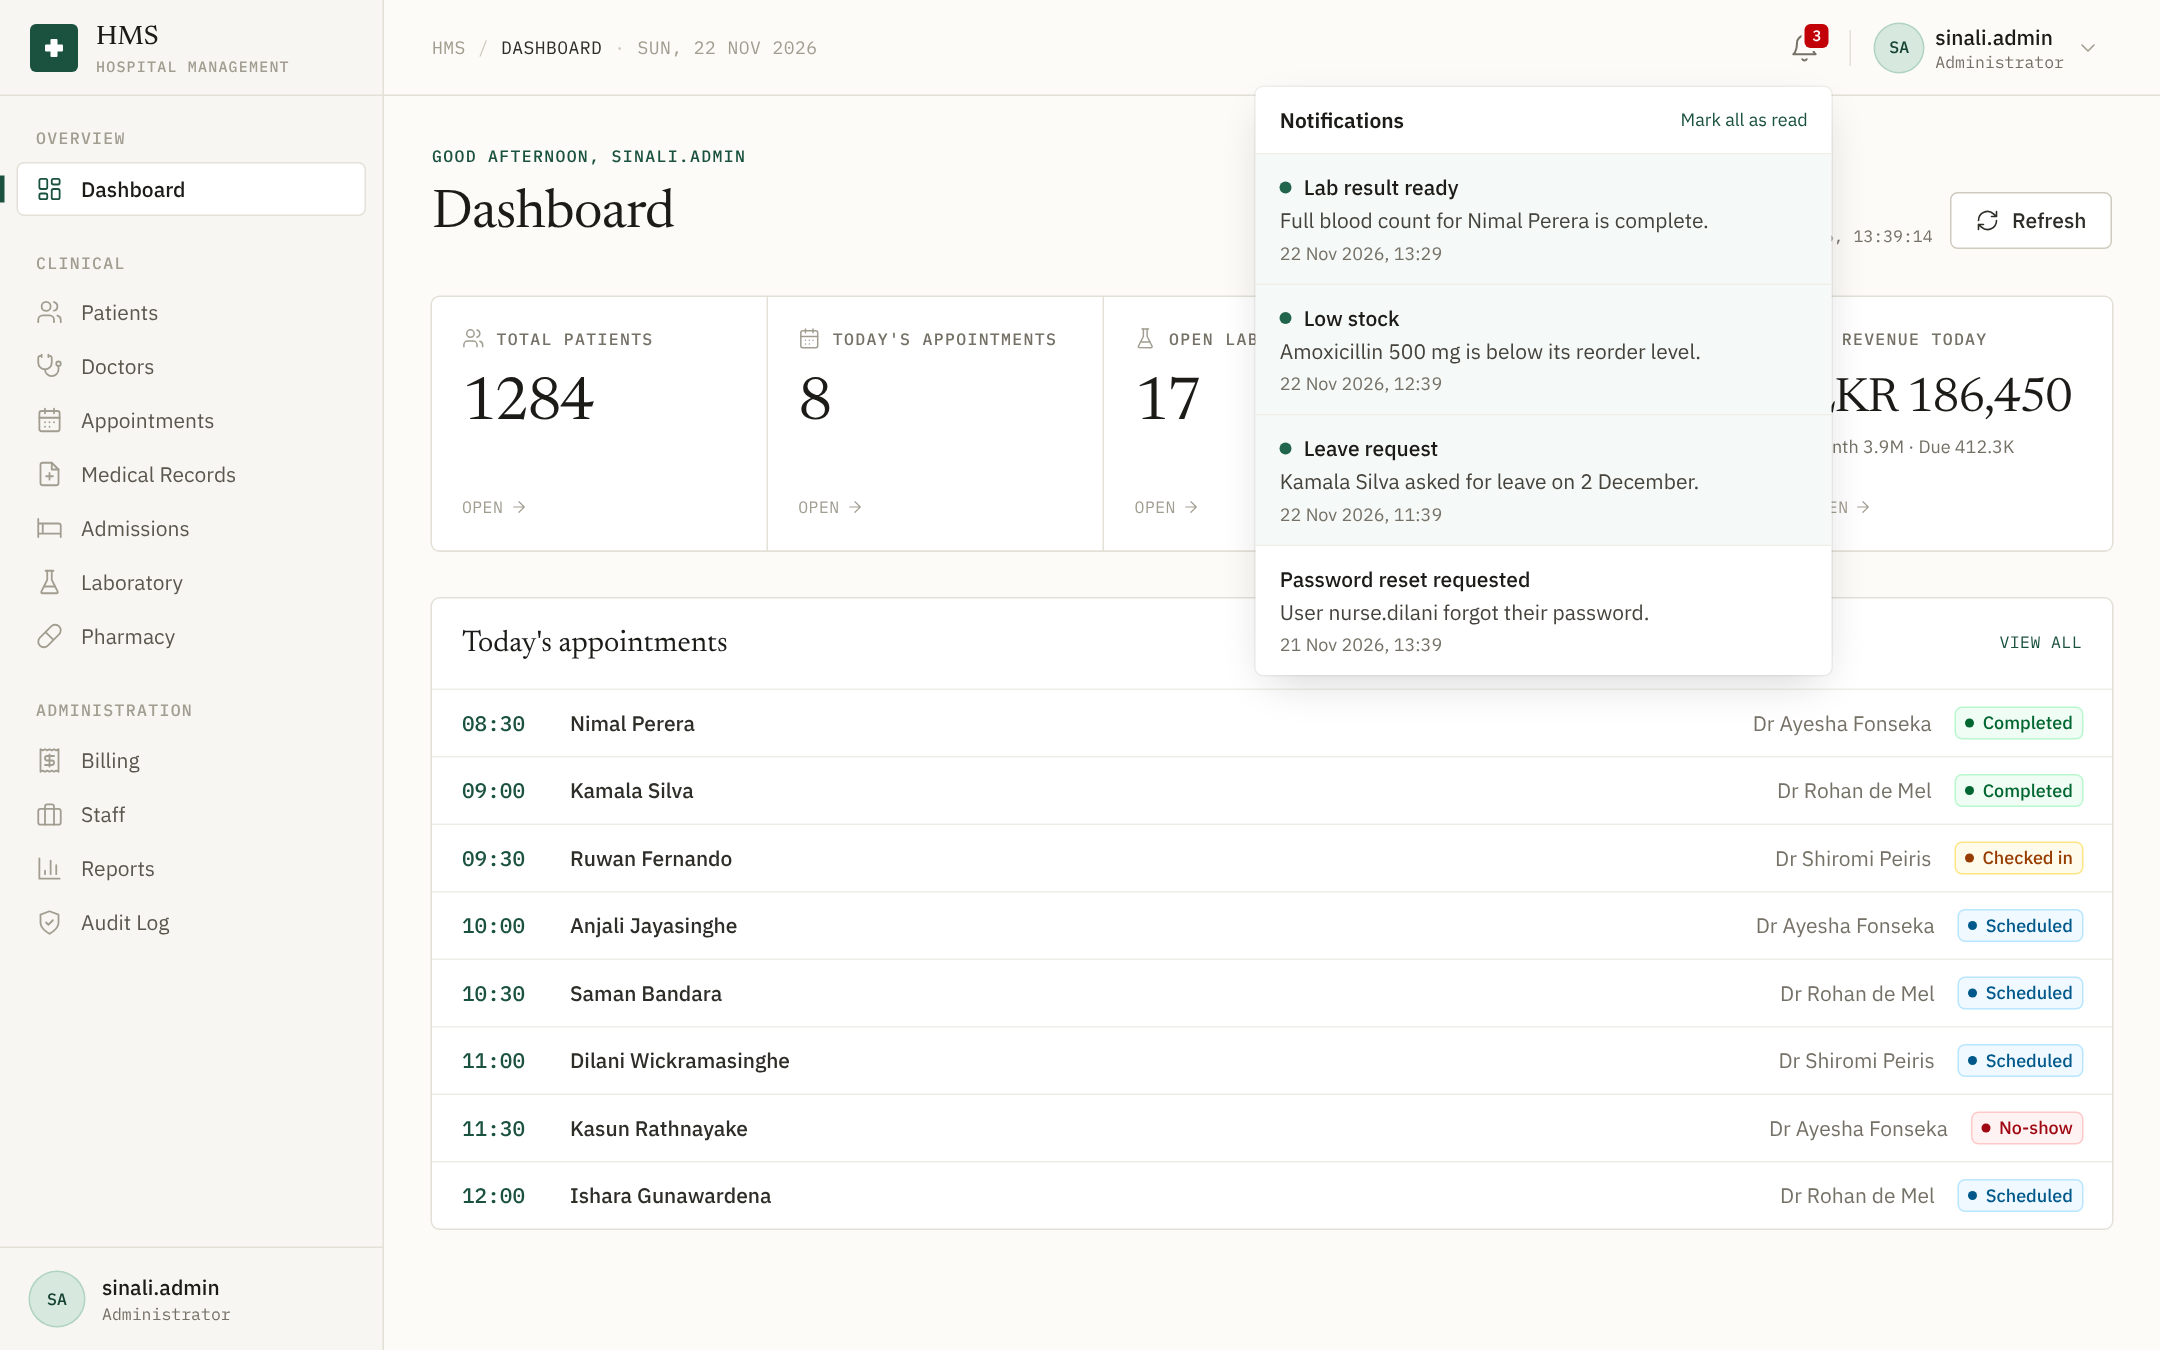 HMS
HOSPITAL MANAGEMENT
OVERVIEW
Dashboard
CLINICAL
Patients
Doctors
Appointments
Medical Records
Admissions
Laboratory
Pharmacy
ADMINISTRATION
Billing
Staff
Reports
Audit Log
SA
sinali.admin
Administrator
HMS / DASHBOARD · SUN, 22 NOV 2026
3
SA
sinali.admin
Administrator
GOOD AFTERNOON, SINALI.ADMIN
Dashboard
, 13:39:14
Refresh
Notifications
Mark all as read
Lab result ready
Full blood count for Nimal Perera is complete.
22 Nov 2026, 13:29
Low stock
Amoxicillin 500 mg is below its reorder level.
22 Nov 2026, 12:39
Leave request
Kamala Silva asked for leave on 2 December.
22 Nov 2026, 11:39
Password reset requested
User nurse.dilani forgot their password.
21 Nov 2026, 13:39
TOTAL PATIENTS
1284
OPEN →
TODAY'S APPOINTMENTS
8
OPEN →
OPEN LAB
17
OPEN →
REVENUE TODAY
KR 186,450
nth 3.9M · Due 412.3K
EN →
Today's appointments
VIEW ALL
08:30 Nimal Perera Dr Ayesha Fonseka Completed
09:00 Kamala Silva Dr Rohan de Mel Completed
09:30 Ruwan Fernando Dr Shiromi Peiris Checked in
10:00 Anjali Jayasinghe Dr Ayesha Fonseka Scheduled
10:30 Saman Bandara Dr Rohan de Mel Scheduled
11:00 Dilani Wickramasinghe Dr Shiromi Peiris Scheduled
11:30 Kasun Rathnayake Dr Ayesha Fonseka No-show
12:00 Ishara Gunawardena Dr Rohan de Mel Scheduled